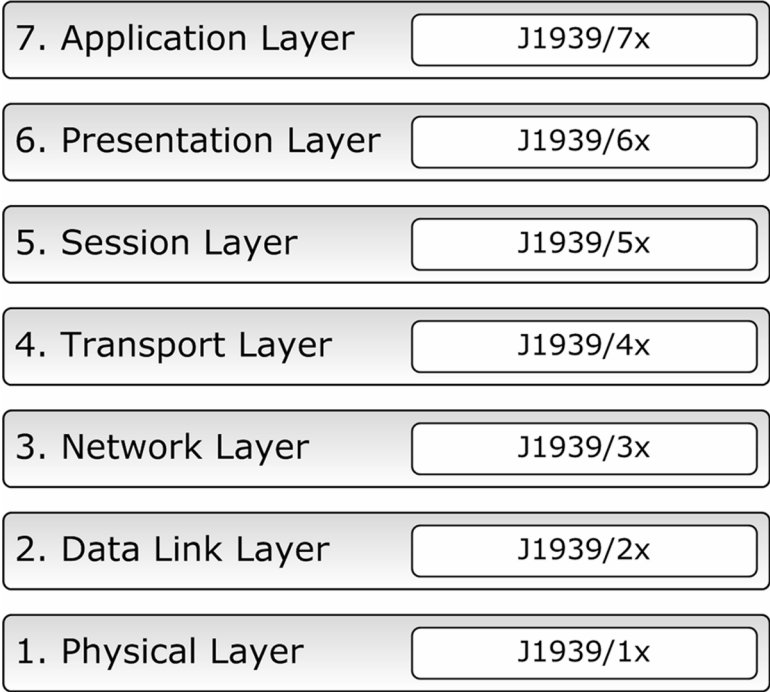 7. Application Layer J1939/7x
6. Presentation Layer J1939/6x
5. Session Layer J1939/5x
4. Transport Layer J1939/4x
3. Network Layer J1939/3x
2. Data Link Layer J1939/2x
1. Physical Layer J1939/1x